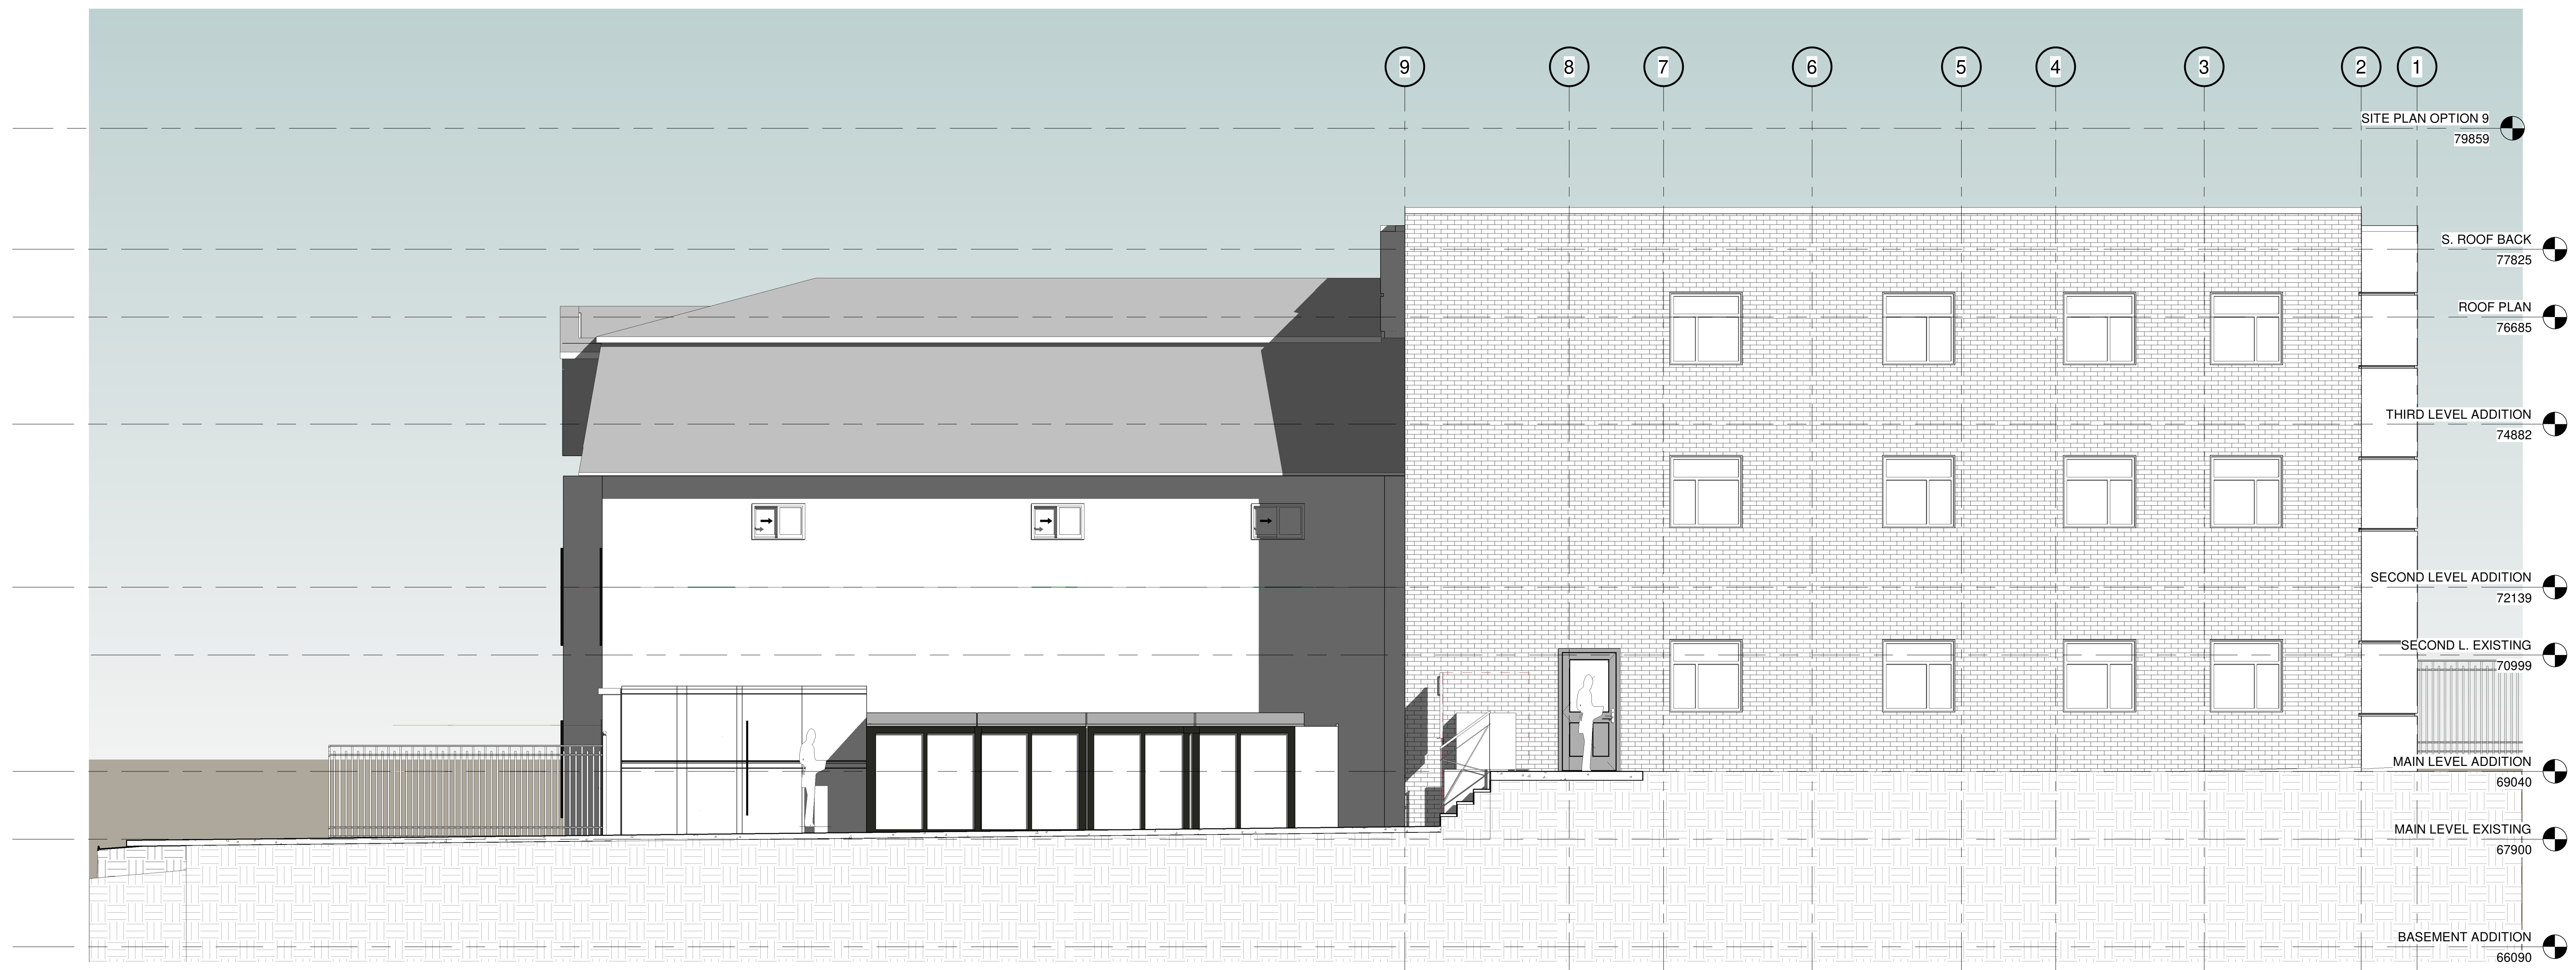 9 8 7 6 5 4 3 2 1
SITE PLAN OPTION 9
79859
S. ROOF BACK
77825
ROOF PLAN
76685
THIRD LEVEL ADDITION
74882
SECOND LEVEL ADDITION
72139
SECOND L. EXISTING
70999
MAIN LEVEL ADDITION
69040
MAIN LEVEL EXISTING
67900
BASEMENT ADDITION
66090